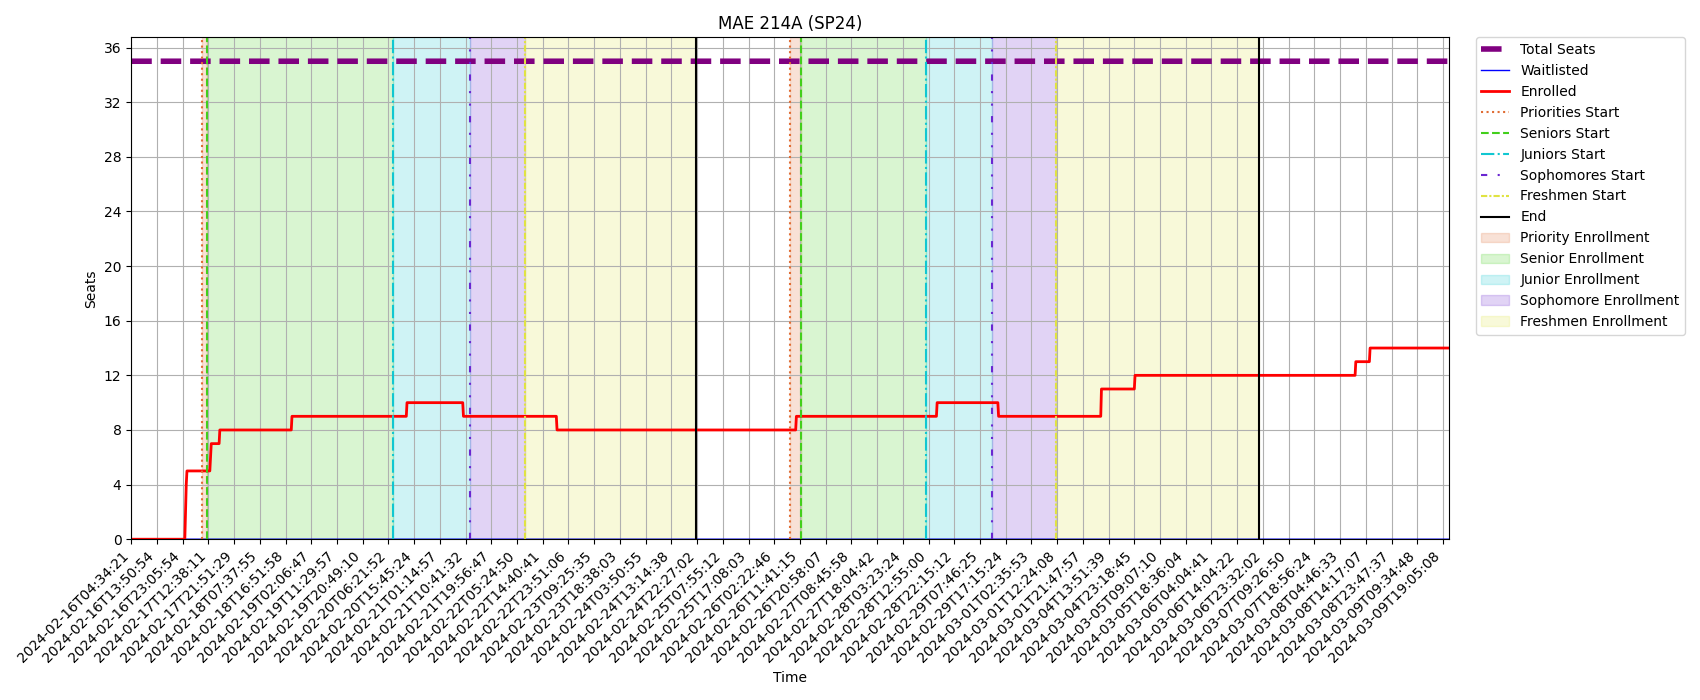 MAE 214A (SP24)
Seats
36
32
28
24
20
16
12
8
4
0
2024-02-16T04:34:21
2024-02-16T13:50:54
2024-02-16T23:05:54
2024-02-17T12:38:11
2024-02-17T21:51:29
2024-02-18T07:37:55
2024-02-18T16:51:58
2024-02-19T02:06:47
2024-02-19T11:29:57
2024-02-19T20:49:10
2024-02-20T06:21:52
2024-02-20T15:45:24
2024-02-21T01:14:57
2024-02-21T10:41:32
2024-02-21T19:56:47
2024-02-22T05:24:50
2024-02-22T14:40:41
2024-02-22T23:51:06
2024-02-23T09:25:35
2024-02-23T18:38:03
2024-02-24T03:50:55
2024-02-24T13:14:38
2024-02-24T22:27:02
2024-02-25T07:55:12
2024-02-25T17:08:03
2024-02-26T02:22:46
2024-02-26T11:41:15
2024-02-26T20:58:07
2024-02-27T08:45:58
2024-02-27T18:04:42
2024-02-28T03:23:24
2024-02-28T12:55:00
2024-02-28T22:15:12
2024-02-29T07:46:25
2024-02-29T17:15:24
2024-03-01T02:35:53
2024-03-01T12:24:08
2024-03-01T21:47:57
2024-03-04T13:51:39
2024-03-04T23:18:45
2024-03-05T09:07:10
2024-03-05T18:36:04
2024-03-06T04:04:41
2024-03-06T14:04:22
2024-03-06T23:32:02
2024-03-07T09:26:50
2024-03-07T18:56:24
2024-03-08T04:46:33
2024-03-08T14:17:07
2024-03-08T23:47:37
2024-03-09T09:34:48
2024-03-09T19:05:08
Time
Total Seats
Waitlisted
Enrolled
Priorities Start
Seniors Start
Juniors Start
Sophomores Start
Freshmen Start
End
Priority Enrollment
Senior Enrollment
Junior Enrollment
Sophomore Enrollment
Freshmen Enrollment